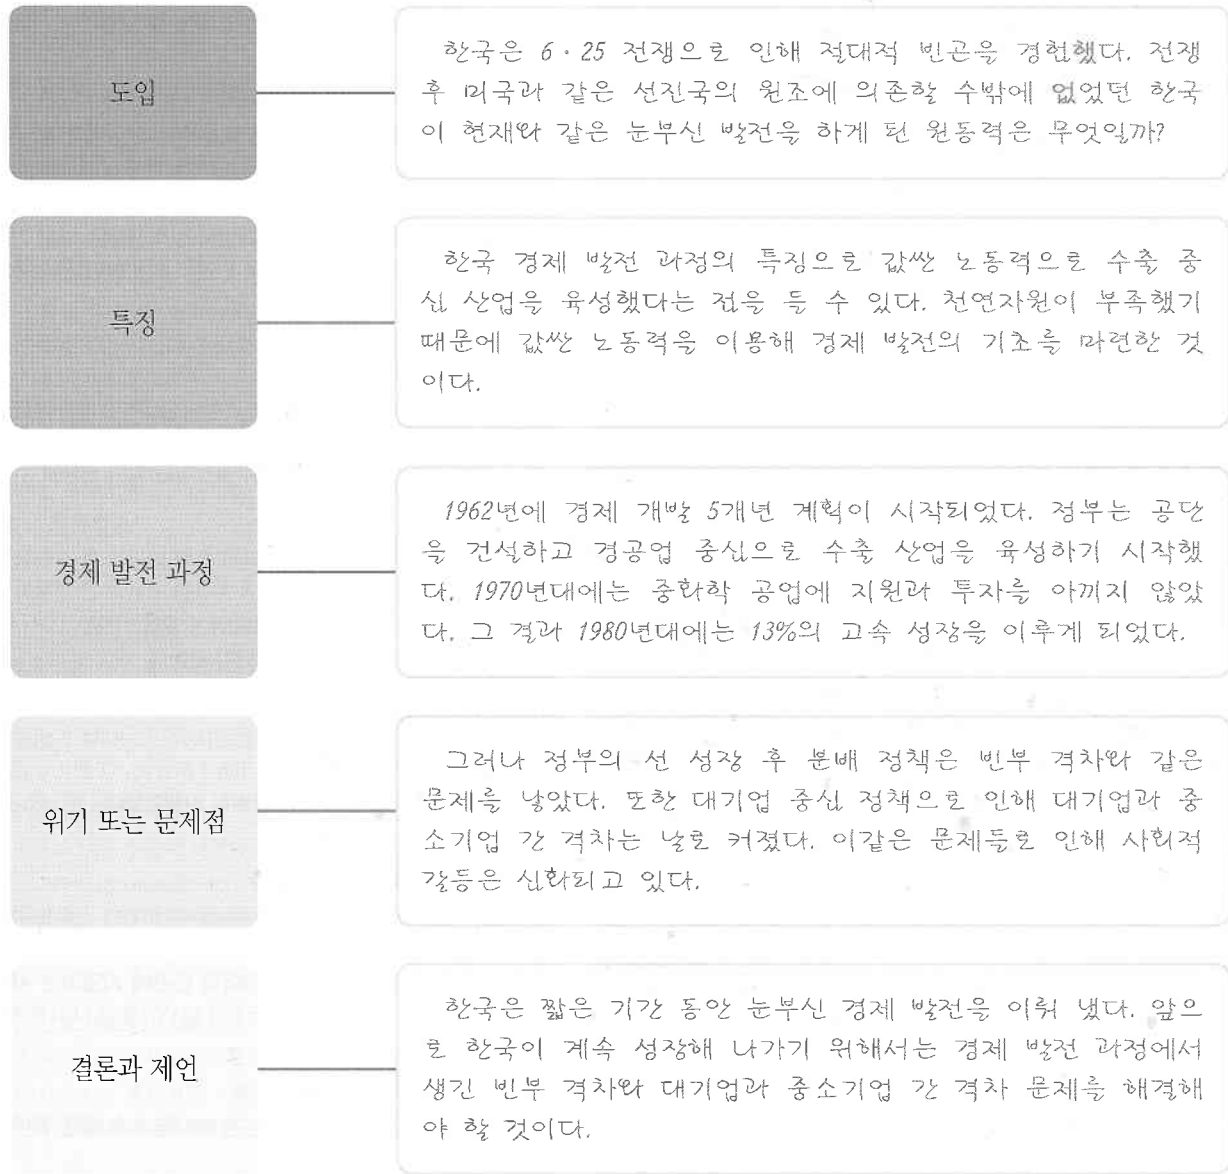 도입
한국은 6·25 전쟁으로 인해 절대적 빈곤을 경험했다. 전쟁
후 미국과 같은 선진국의 원조에 의존할 수밖에 없었던 한국
이 현재와 같은 눈부신 발전을 하게 된 원동력은 무엇일까?
특징
한국 경제 발전 과정의 특징으로 값싼 노동력으로 수출 중
심 산업을 육성했다는 점을 들 수 있다. 천연자원이 부족했기
때문에 값싼 노동력을 이용해 경제 발전의 기초를 마련한 것
이다.
경제 발전 과정
1962년에 경제 개발 5개년 계획이 시작되었다. 정부는 공단
을 건설하고 경공업 중심으로 수출 산업을 육성하기 시작했
다. 1970년대에는 중화학 공업에 지원과 투자를 아끼지 않았
다. 그 결과 1980년대에는 13%의 고속 성장을 이루게 되었다.
위기 또는 문제점
그러나 정부의 선 성장 후 분배 정책은 빈부 격차와 같은
문제를 낳았다. 또한 대기업 중심 정책으로 인해 대기업과 중
소기업 간 격차는 날로 커졌다. 이같은 문제들로 인해 사회적
갈등은 심화되고 있다.
결론과 제언
한국은 짧은 기간 동안 눈부신 경제 발전을 이뤄 냈다. 앞으
로 한국이 계속 성장해 나가기 위해서는 경제 발전 과정에서
생긴 빈부 격차와 대기업과 중소기업 간 격차 문제를 해결해
야 할 것이다.